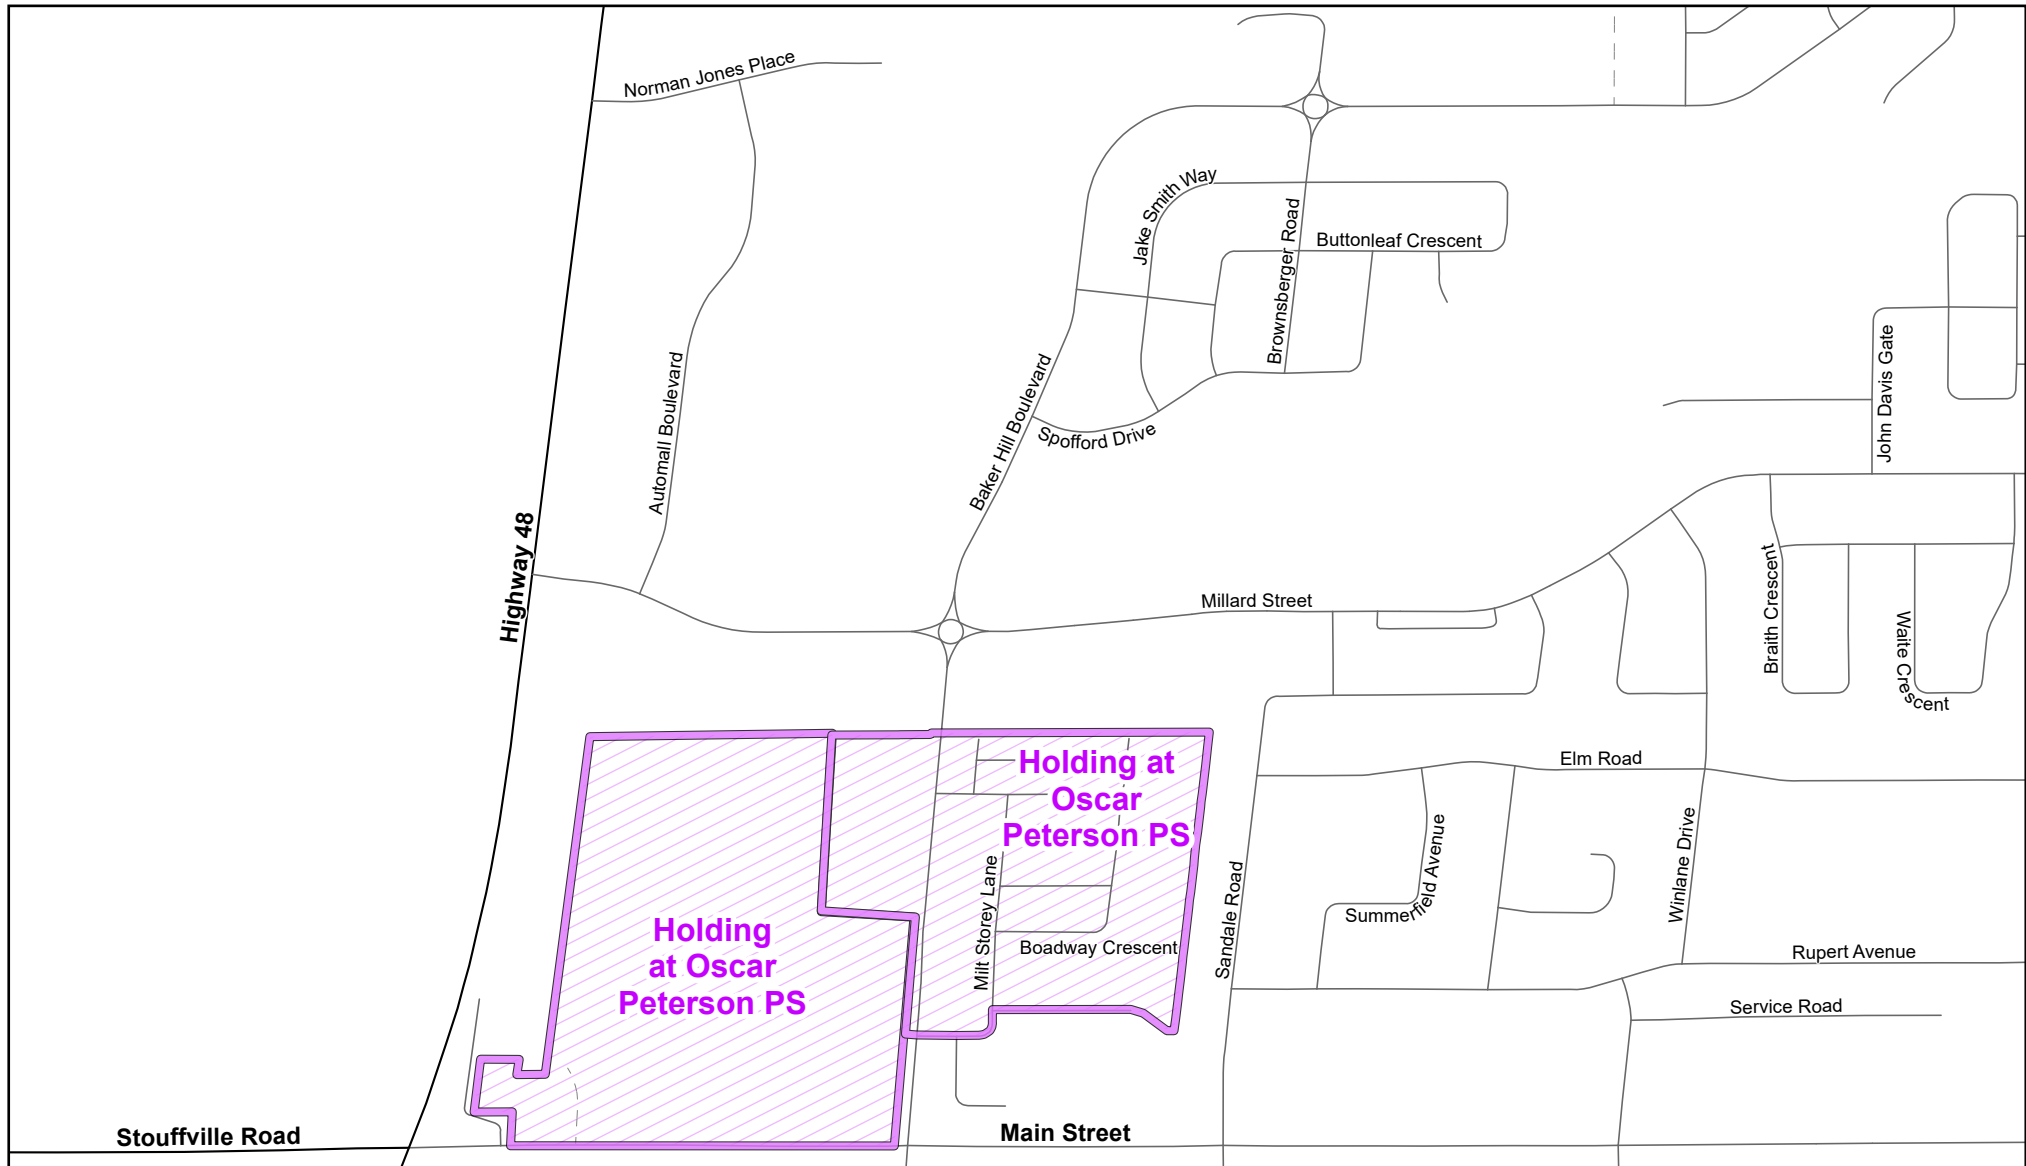 Norman Jones Place
Jake Smith Way
Brownsberger Road
Buttonleaf Crescent
Automall Boulevard
Baker Hill Boulevard
Spofford Drive
John Davis Gate
Highway 48
Millard Street
Braith Crescent
Waite Crescent
Elm Road
Holding at
Oscar
Peterson PS
Milt Storey Lane
Boadway Crescent
Sandale Road
Summerfield Avenue
Winlane Drive
Holding
at Oscar
Peterson PS
Rupert Avenue
Service Road
Stouffville Road
Main Street